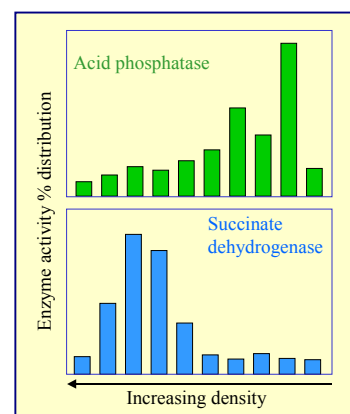 Acid phosphatase
Succinate
dehydrogenase
Enzyme activity % distribution
Increasing density